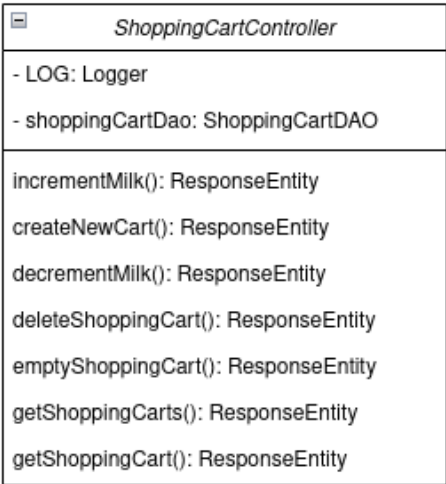 ShoppingCartController
- LOG: Logger
- shoppingCartDao: ShoppingCartDAO
incrementMilk(): ResponseEntity
createNewCart(): ResponseEntity
decrementMilk(): ResponseEntity
deleteShoppingCart(): ResponseEntity
emptyShoppingCart(): ResponseEntity
getShoppingCarts(): ResponseEntity
getShoppingCart(): ResponseEntity